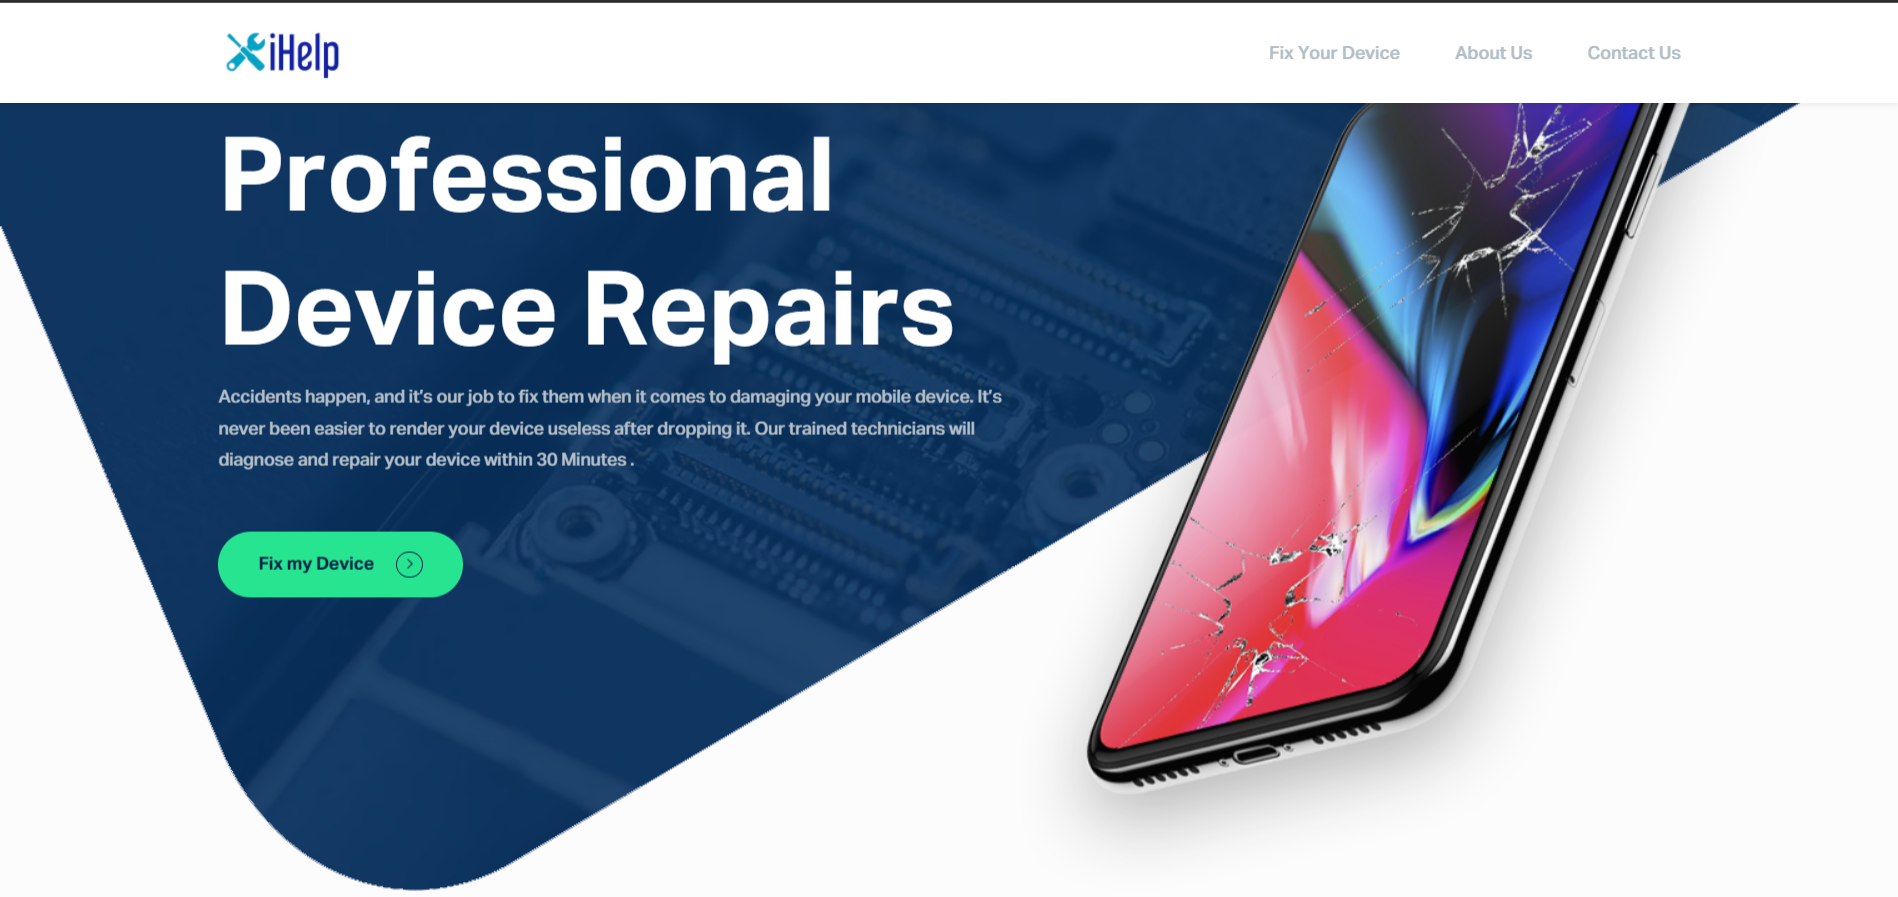 iHelp
Fix Your Device
About Us
Contact Us
Professional
Device Repairs
Accidents happen, and it’s our job to fix them when it comes to damaging your mobile device. It’s
never been easier to render your device useless after dropping it. Our trained technicians will
diagnose and repair your device within 30 Minutes .
Fix my Device